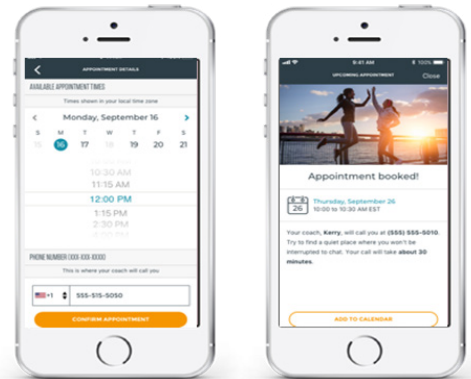 APPOINTMENT DETAILS
AVAILABLE APPOINTMENT TIMES
Times shown in your local time zone
< Monday, September 16 >
S M T W T F S
15 16 17 18 19 20 21
10:30 AM
11:15 AM
12:00 PM
1:15 PM
2:30 PM
4:00 PM
PHONE NUMBER (XXX-XXX-XXXX)
This is where your coach will call you
+1 555-515-5050
CONFIRM APPOINTMENT
9:41 AM 100%
UPCOMING APPOINTMENT Close
Appointment booked!
26
Thursday, September 26
10:00 to 10:30 AM EST
Your coach, Kerry, will call you at (555) 555-5010.
Try to find a quiet place where you won't be
interrupted to chat. Your call will take about 30
minutes.
ADD TO CALENDAR